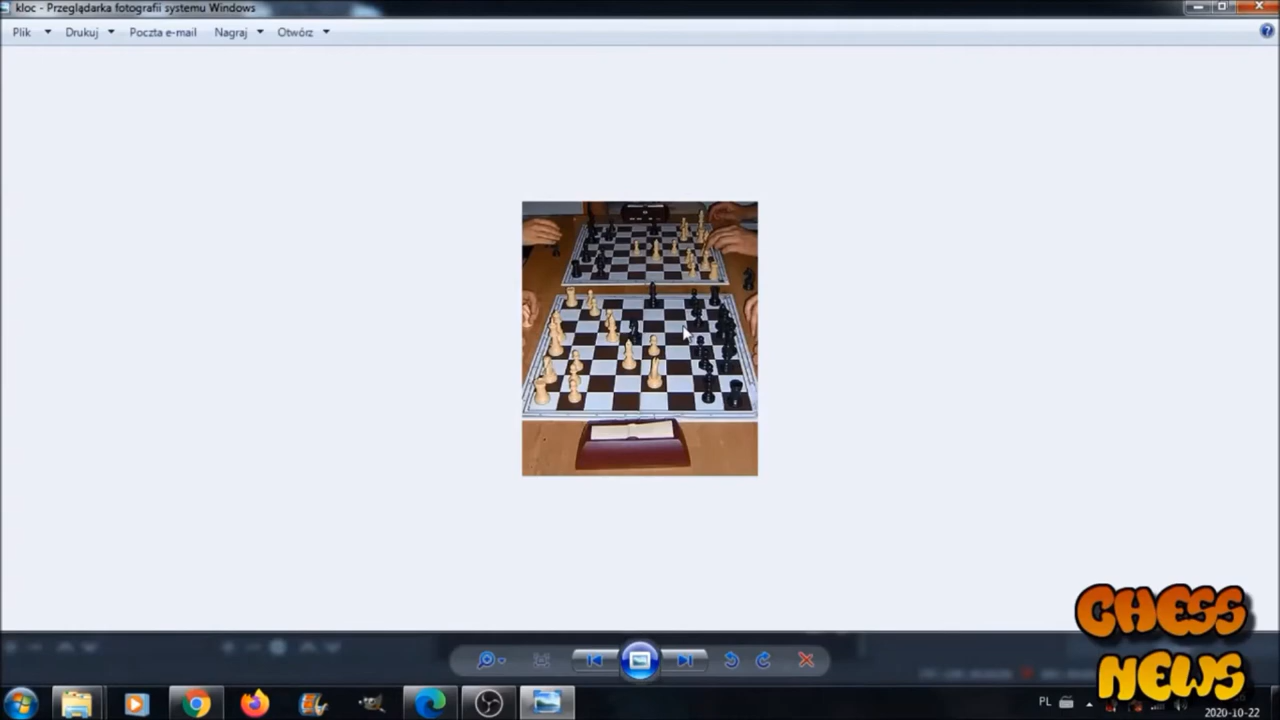 kloc - Przeglądarka fotografii systemu Windows
Plik
Drukuj
Poczta e-mail
Nagraj
Otwórz
CHESS
NEWS
PL
2020-10-22